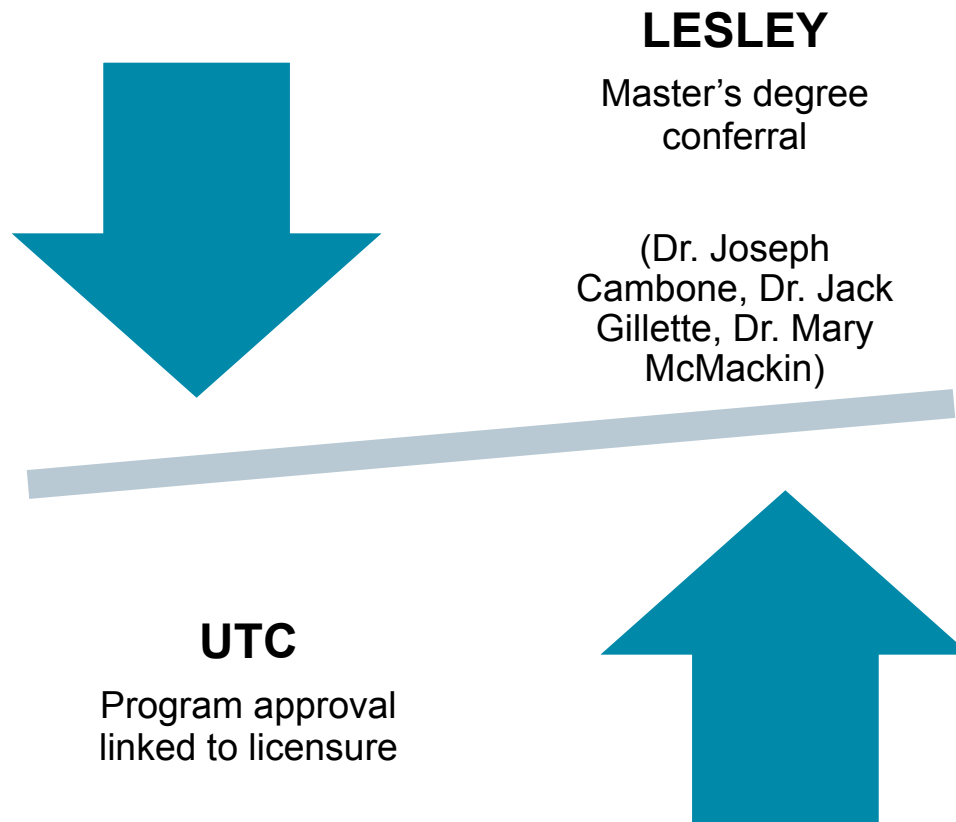 LESLEY
Master’s degree
conferral
(Dr. Joseph
Cambone, Dr. Jack
Gillette, Dr. Mary
McMackin)
UTC
Program approval
linked to licensure